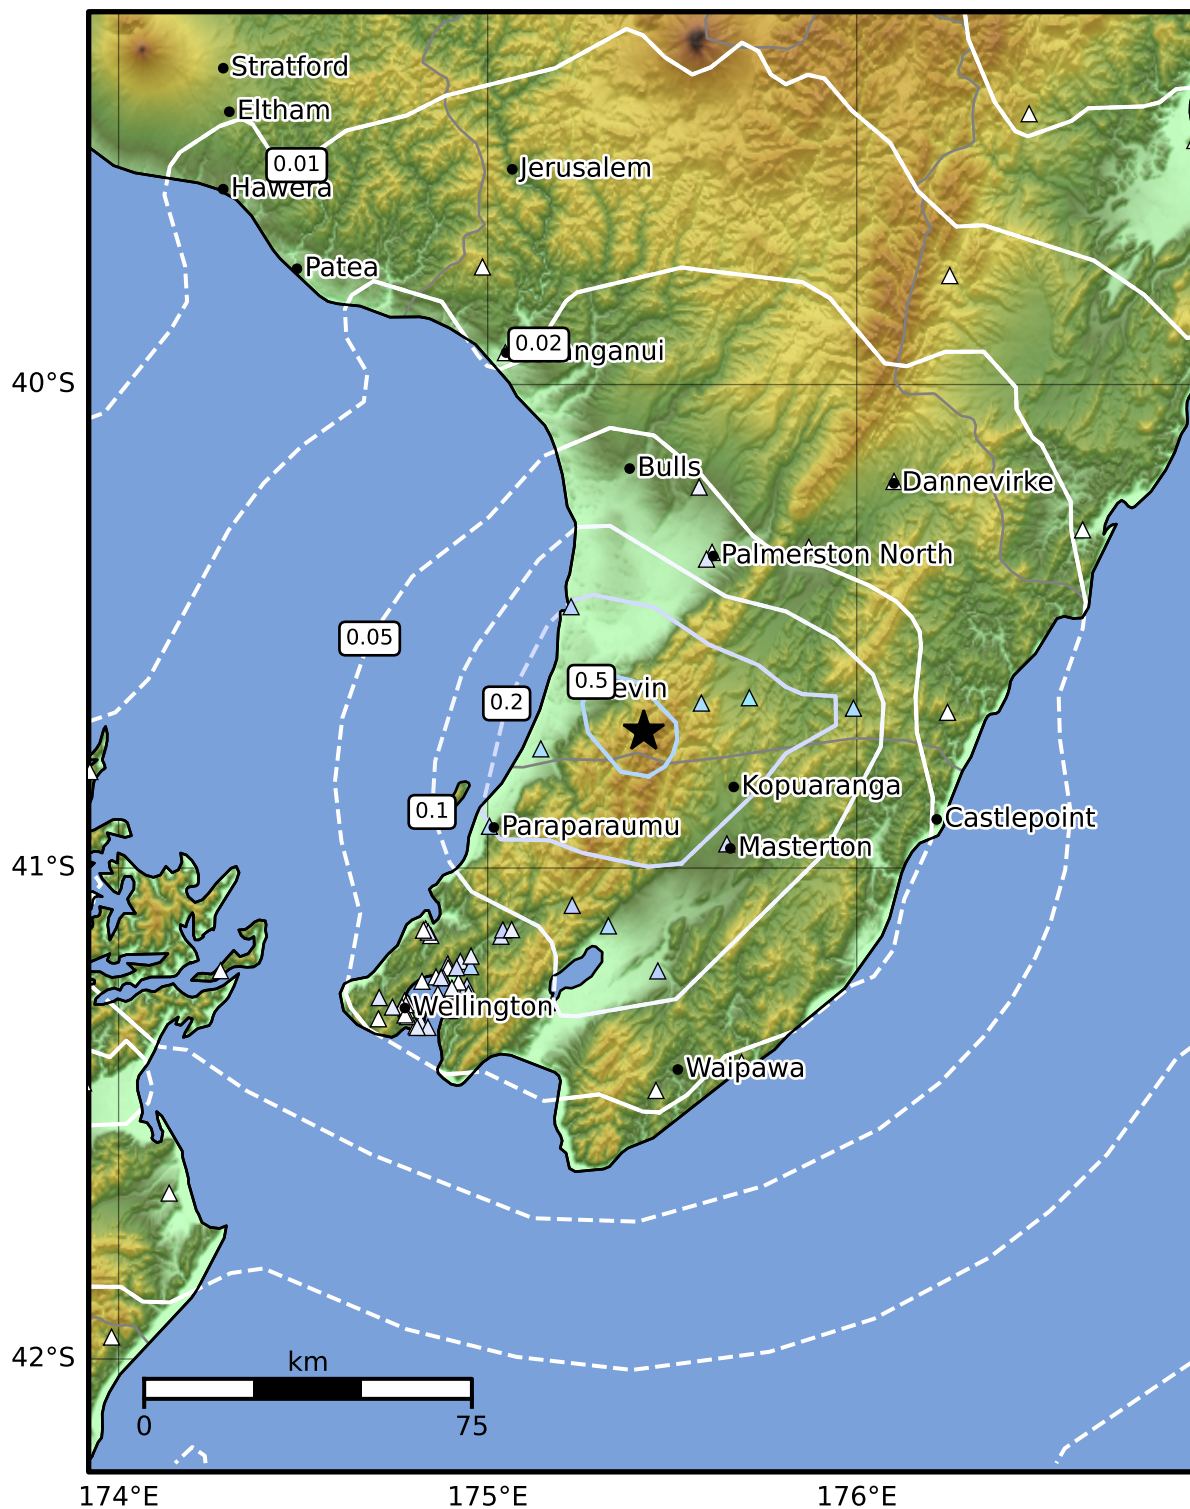 Stratford
Eltham
0.01
Jerusalem
Hawera
Patea
0.02
nganui
40°S
Bulls
Dannevirke
Palmerston North
0.05
0.5
evin
0.2
Kopuaranga
0.1
Castlepoint
Paraparaumu
Masterton
41°S
Wellington
Waipawa
42°S
km
0 75
174°E 175°E 176°E